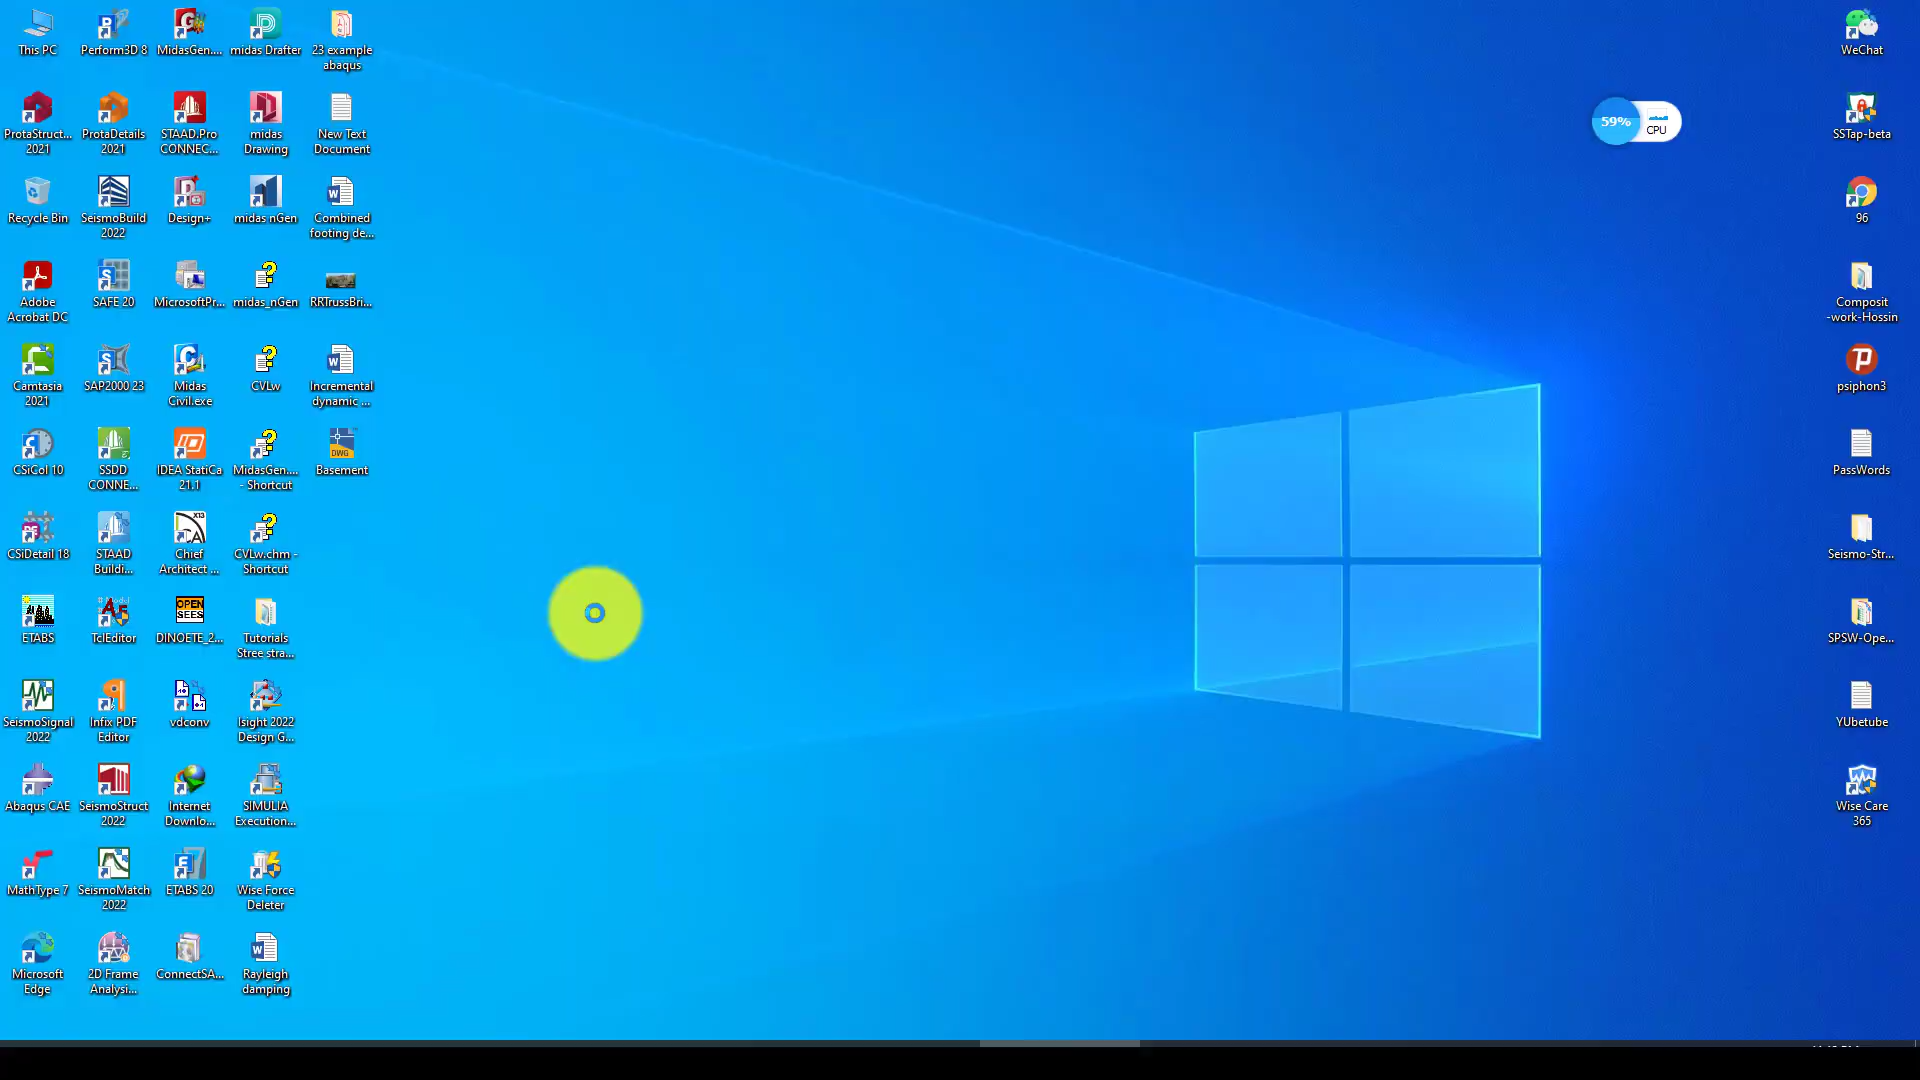 This PC
Perform3D 8
MidasGen....
midas Drafter
23 example
abaqus
ProtaStruct...
2021
ProtaDetails
2021
STAAD.Pro
CONNEC...
midas
Drawing
New Text
Document
Recycle Bin
SeismoBuild
2022
Design+
midas nGen
Combined
footing de...
Adobe
Acrobat DC
SAFE 20
MicrosoftPr...
midas_nGen
RRTrussBri...
Camtasia
2021
SAP2000 23
Midas
Civil.exe
CVLw
Incremental
dynamic ...
CSiCol 10
SSDD
CONNE...
IDEA StatiCa
21.1
MidasGen....
- Shortcut
DWG
Basement
CSiDetail 18
STAAD
Buildi...
X13
Chief
Architect ...
CVLw.chm -
Shortcut
ETABS
TclEditor
OPEN
SEES
DINOETE_2...
Tutorials
Stree stra...
SeismoSignal
2022
Infix PDF
Editor
vdconv
Isight 2022
Design G...
Abaqus CAE
SeismoStruct
2022
Internet
Downlo...
SIMULIA
Execution...
MathType 7
SeismoMatch
2022
ETABS 20
Wise Force
Deleter
Microsoft
Edge
2D Frame
Analysi...
ConnectSA...
Rayleigh
damping
59%
CPU
WeChat
SSTap-beta
96
Composit
-work-Hossin
psiphon3
PassWords
Seismo-Str...
SPSW-Ope...
YUbetube
Wise Care
365